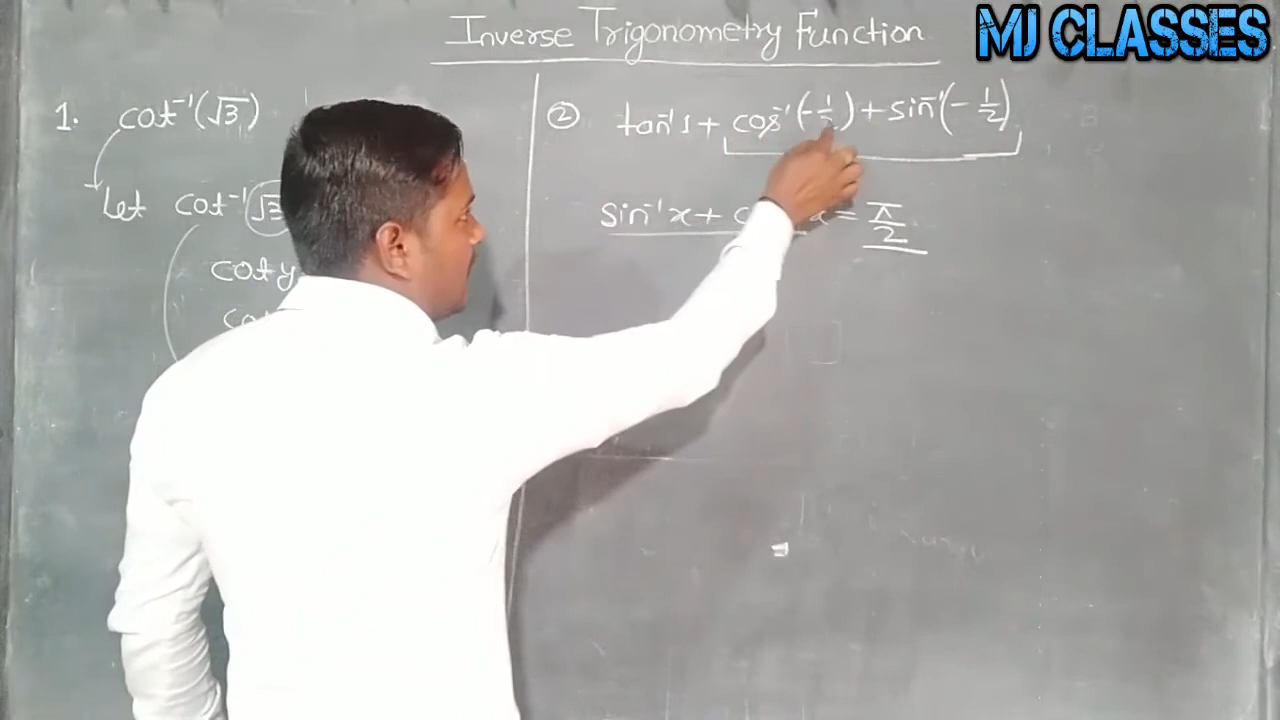 Inverse Trigonometry Function
MJ CLASSES
1. cot⁻¹(√3)
Let cot⁻¹ √3
cot y
② tan⁻¹1 + cos⁻¹(-1/2) + sin⁻¹(-1/2)
sin⁻¹x + = π/2